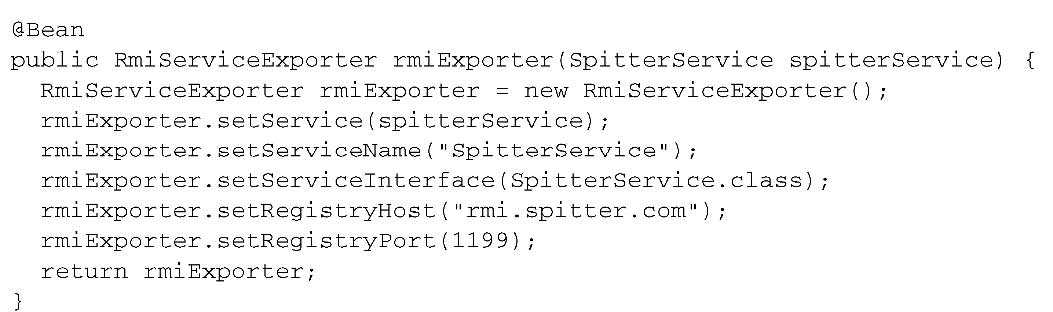 @Bean
public RmiServiceExporter rmiExporter(SpitterService spitterService) {
  RmiServiceExporter rmiExporter = new RmiServiceExporter();
  rmiExporter.setService(spitterService);
  rmiExporter.setServiceName("SpitterService");
  rmiExporter.setServiceInterface(SpitterService.class);
  rmiExporter.setRegistryHost("rmi.spitter.com");
  rmiExporter.setRegistryPort(1199);
  return rmiExporter;
}